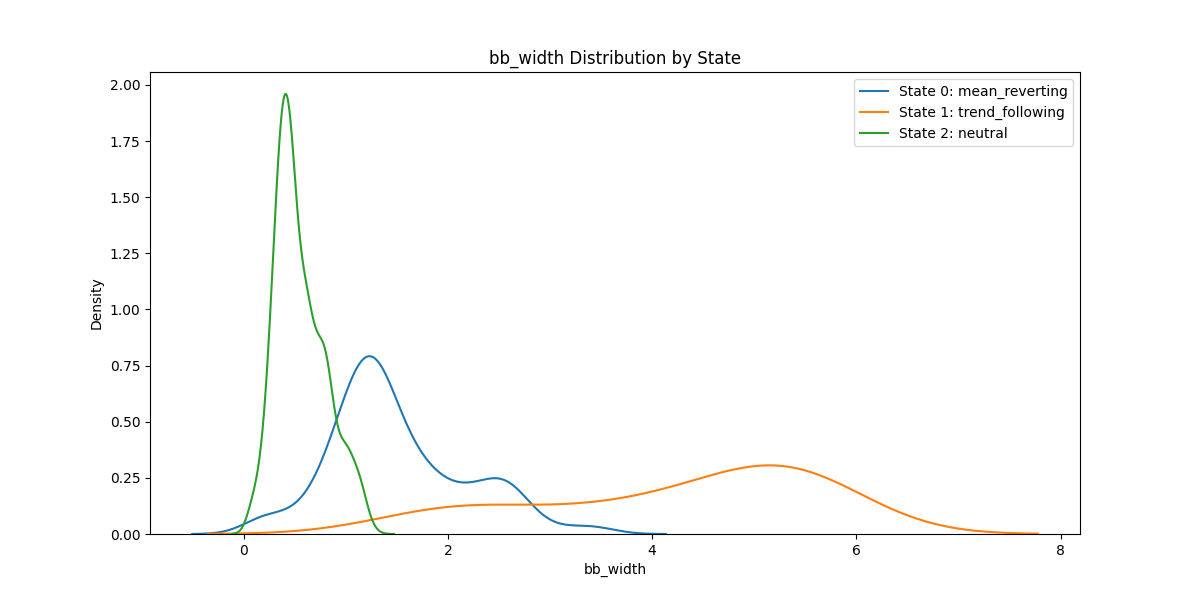 bb_width Distribution by State
State 0: mean_reverting
State 1: trend_following
State 2: neutral
Density
2.00
1.75
1.50
1.25
1.00
0.75
0.50
0.25
0.00
0 2 4 6 8
bb_width